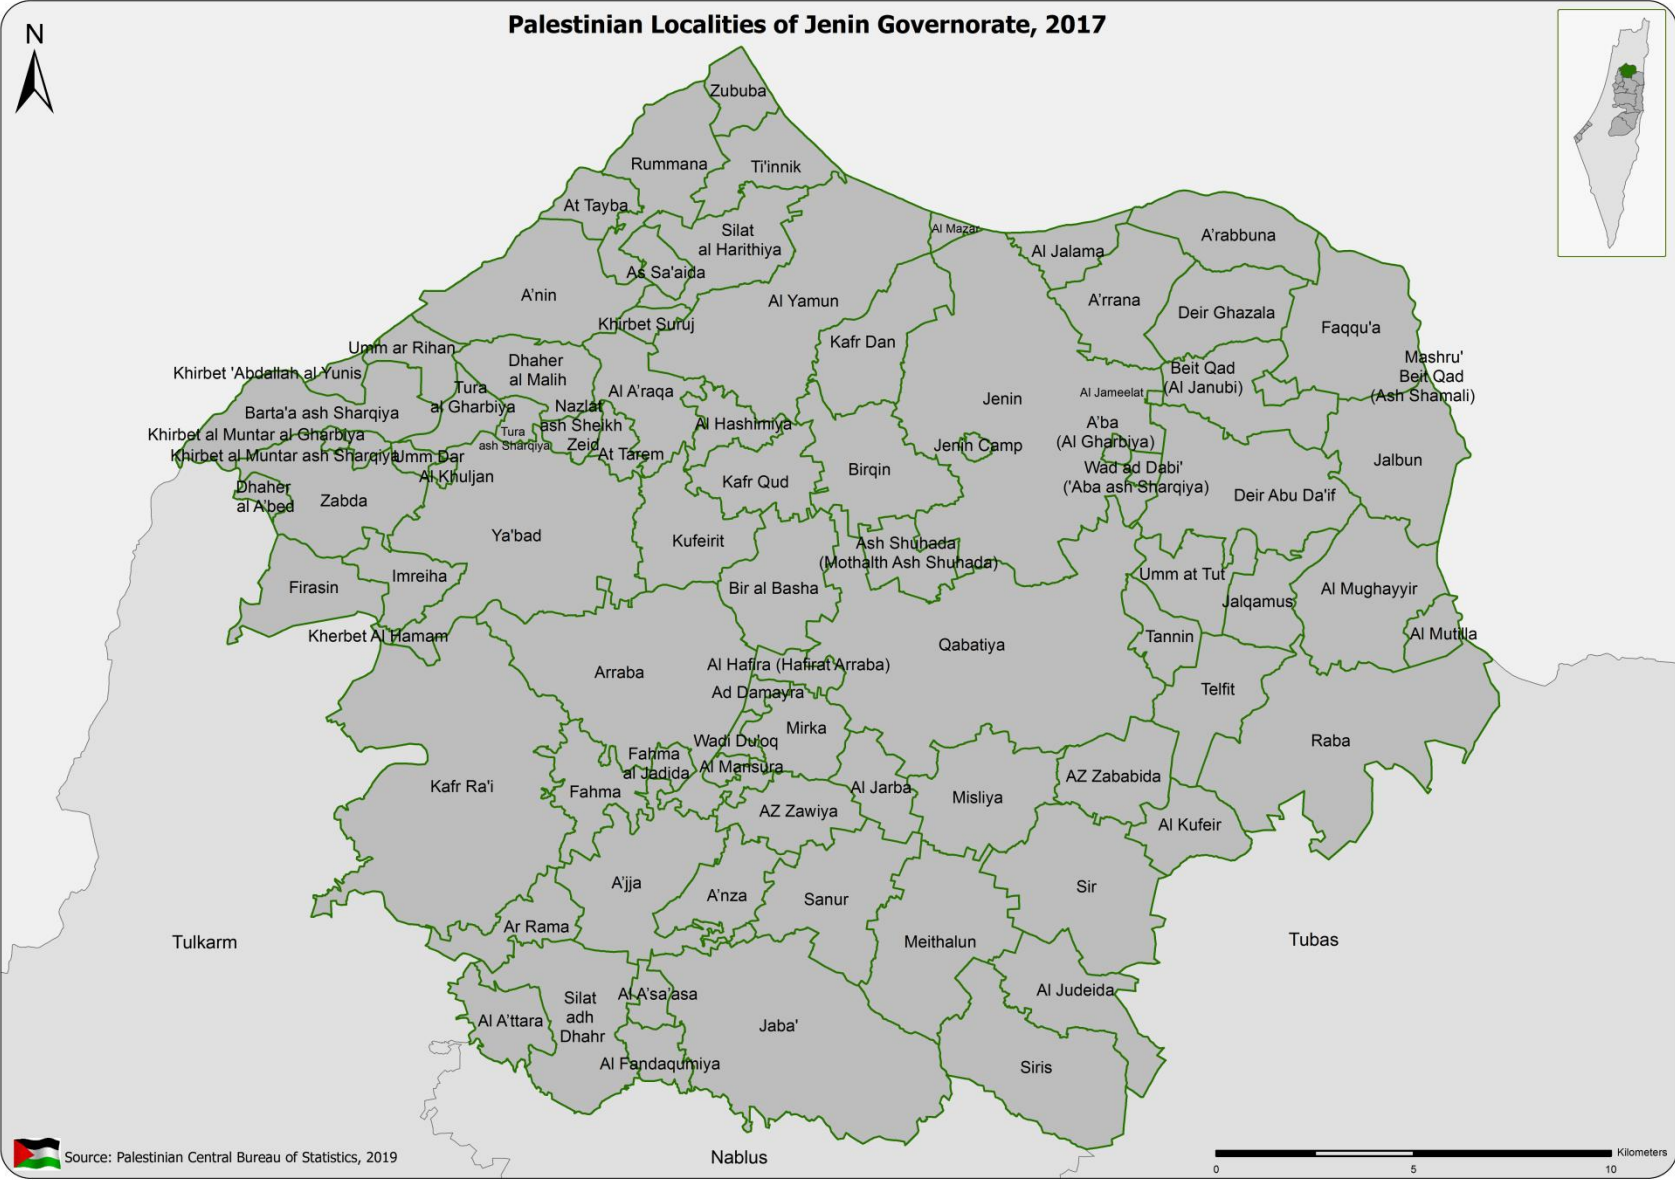 Palestinian Localities of Jenin Governorate, 2017
N
Zububa
Rummana
Ti'innik
At Tayba
Silat
al Harithiya
Al Mazar
Al Jalama
A'rabbuna
As Sa'aida
A'nin
Al Yamun
A'rrana
Deir Ghazala
Faqqu'a
Khirbet Suruj
Kafr Dan
Umm ar Rihan
Dhaher
al Malih
Khirbet 'Abdallah al Yunis
Beit Qad
(Al Janubi)
Mashru'
Beit Qad
(Ash Shamali)
Tura
al Gharbiya
Al A'raqa
Jenin
Al Jameelat
Barta'a ash Sharqiya
Nazlat
ash Sheikh
Zeid
Al Hashimiya
A'ba
(Al Gharbiya)
Khirbet al Muntar al Gharbiya
Tura
ash Sharqiya
Jenin Camp
Khirbet al Muntar ash Sharqiya
Umm Dar
At Tarem
Birqin
Jalbun
Al Khuljan
Kafr Qud
Wad ad Dabi'
('Aba ash Sharqiya)
Dhaher
al A'bed
Zabda
Deir Abu Da'if
Ya'bad
Kufeirit
Ash Shuhada
(Mothalth Ash Shuhada)
Firasin
Imreiha
Bir al Basha
Umm at Tut
Jalqamus
Al Mughayyir
Kherbet Al Hamam
Qabatiya
Tannin
Al Mutilla
Arraba
Al Hafira (Hafirat Arraba)
Ad Damayra
Telfit
Mirka
Wadi Du'oq
Raba
Fahma
al Jadida
Al Mansura
Kafr Ra'i
Fahma
Al Jarba
Misliya
AZ Zababida
AZ Zawiya
Al Kufeir
A'jja
A'nza
Sanur
Sir
Ar Rama
Meithalun
Tulkarm
Tubas
Al A'sa'asa
Al Judeida
Silat
adh
Dhahr
Al A'ttara
Jaba'
Al Fandaqumiya
Siris
Source: Palestinian Central Bureau of Statistics, 2019
Nablus
Kilometers
0 5 10